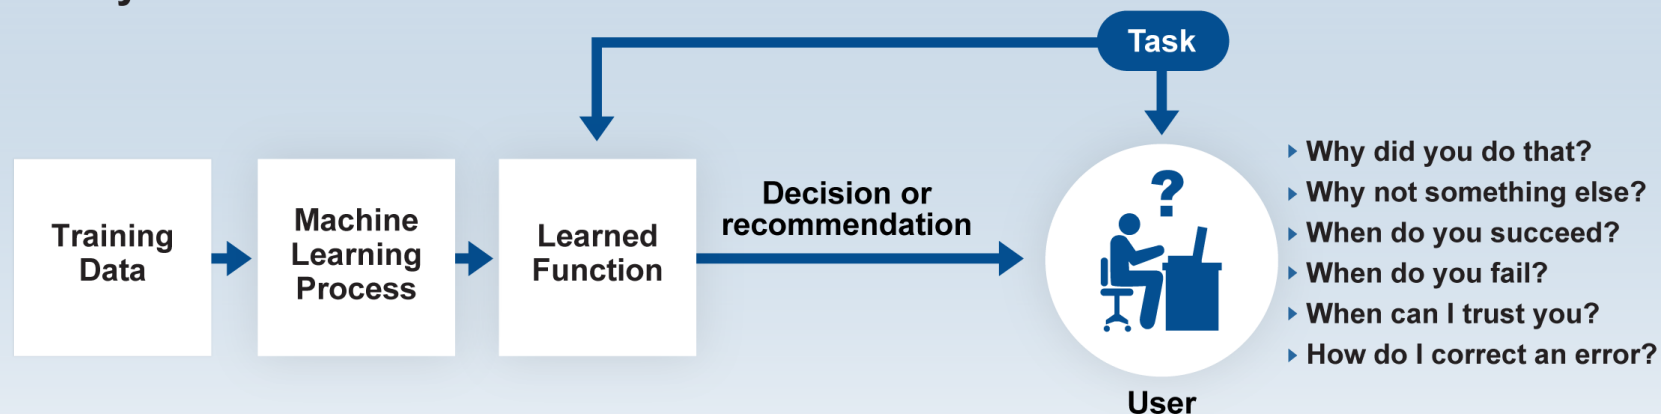 Task
Training
Data
Machine
Learning
Process
Learned
Function
Decision or
recommendation
?
User
Why did you do that?
Why not something else?
When do you succeed?
When do you fail?
When can I trust you?
How do I correct an error?